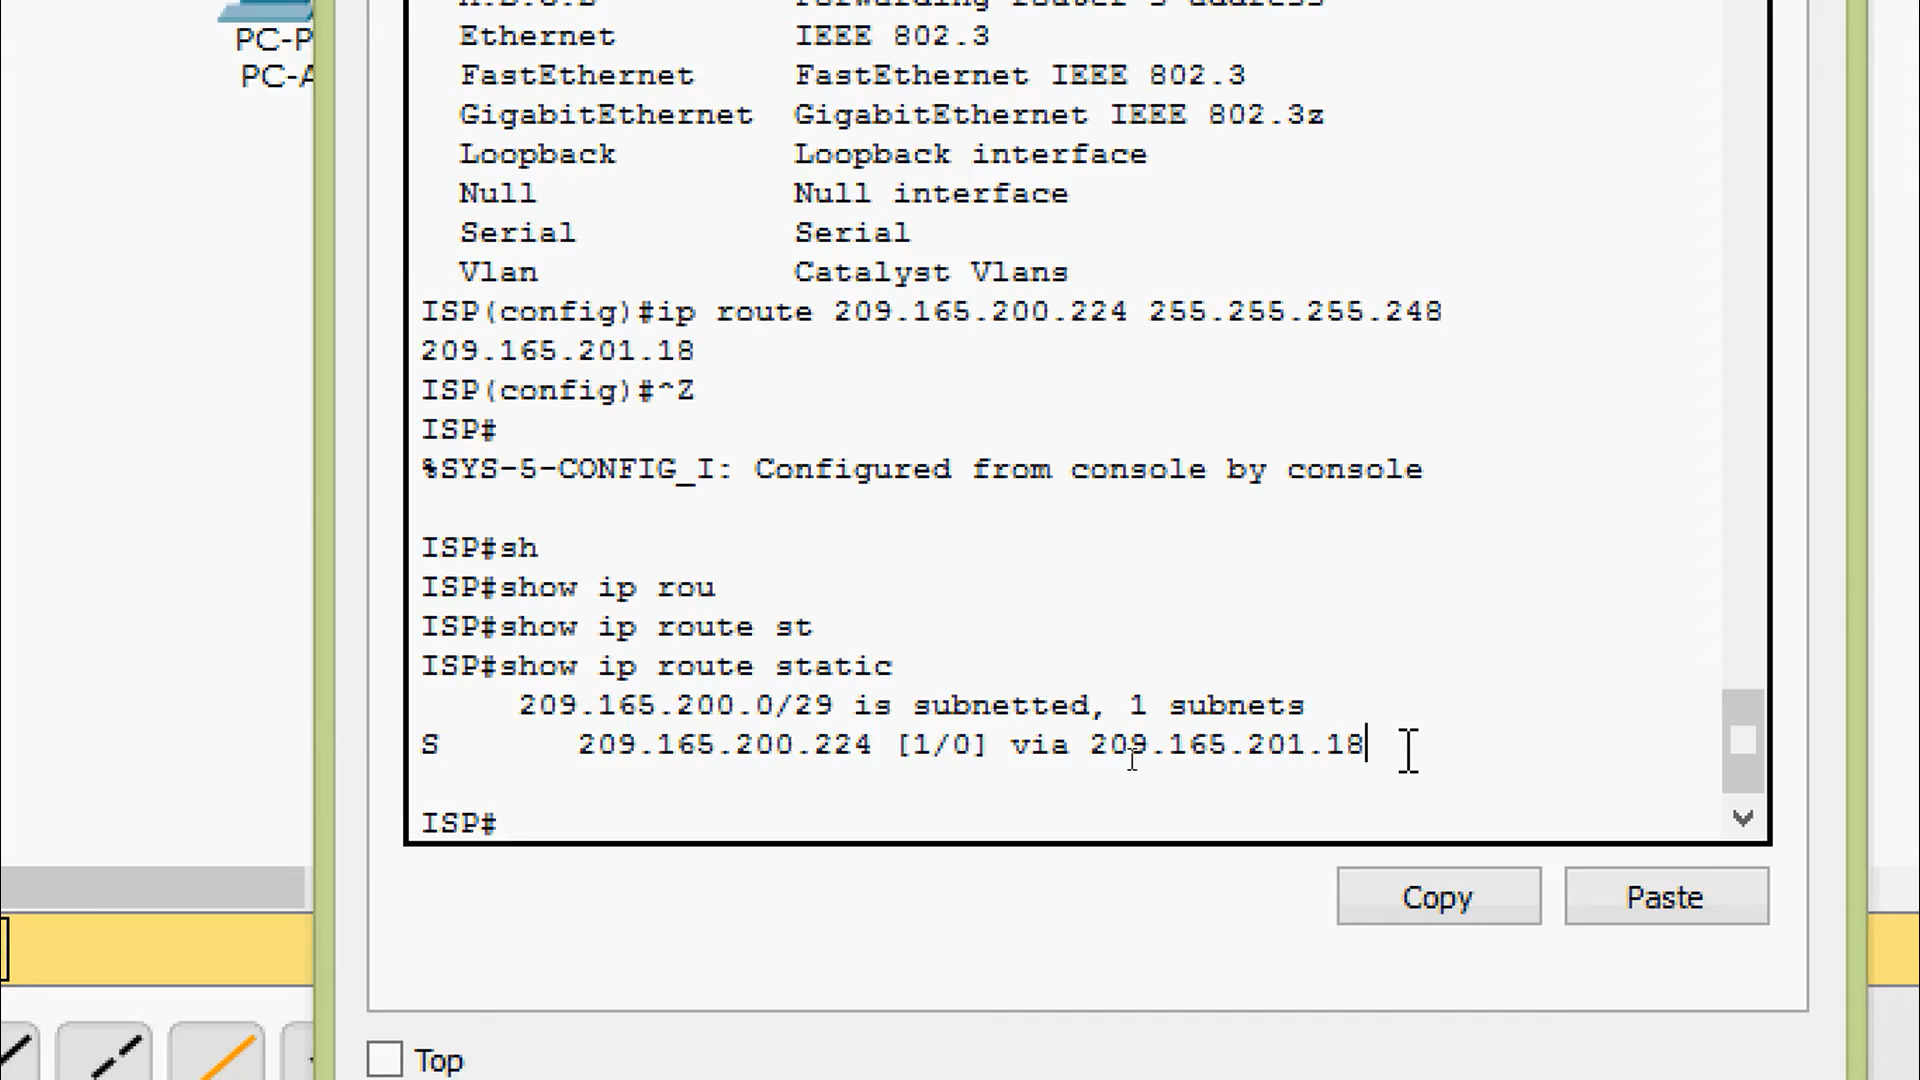 PC-P
PC-A
A.B.C.D Forwarding router's address
Ethernet IEEE 802.3
FastEthernet FastEthernet IEEE 802.3
GigabitEthernet GigabitEthernet IEEE 802.3z
Loopback Loopback interface
Null Null interface
Serial Serial
Vlan Catalyst Vlans
ISP(config)#ip route 209.165.200.224 255.255.255.248
209.165.201.18
ISP(config)#^Z
ISP#
%SYS-5-CONFIG_I: Configured from console by console
ISP#sh
ISP#show ip rou
ISP#show ip route st
ISP#show ip route static
209.165.200.0/29 is subnetted, 1 subnets
S 209.165.200.224 [1/0] via 209.165.201.18
ISP#
Copy Paste
Top